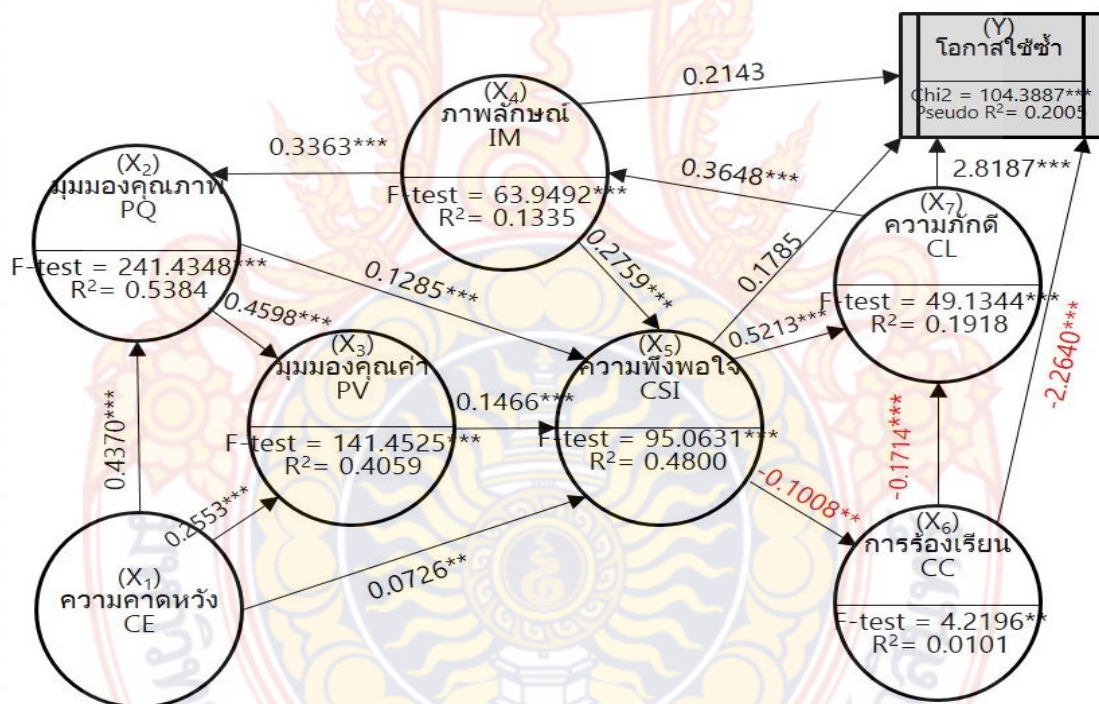 (Y)
โอกาสใช้ซ้ำ
Chi2 = 104.3887***
Pseudo R²= 0.2005
0.2143
(X₄)
ภาพลักษณ์
IM
F-test = 63.9492***
R²= 0.1335
0.3363***
0.3648***
2.8187***
(X₂)
มุมมองคุณภาพ
PQ
F-test = 241.4348***
R²= 0.5384
(X₇)
ความภักดี
CL
F-test = 49.1344***
R²= 0.1918
0.2759***
0.1785
0.1285***
0.4598***
0.5213***
-2.2640***
(X₃)
มุมมองคุณค่า
PV
F-test = 141.4525***
R²= 0.4059
0.1466***
(X₅)
ความพึงพอใจ
CSI
F-test = 95.0631***
R²= 0.4800
0.4370***
-0.1714***
0.2553***
-0.1008**
0.0726**
(X₁)
ความคาดหวัง
CE
(X₆)
การร้องเรียน
CC
F-test = 4.2196**
R²= 0.0101